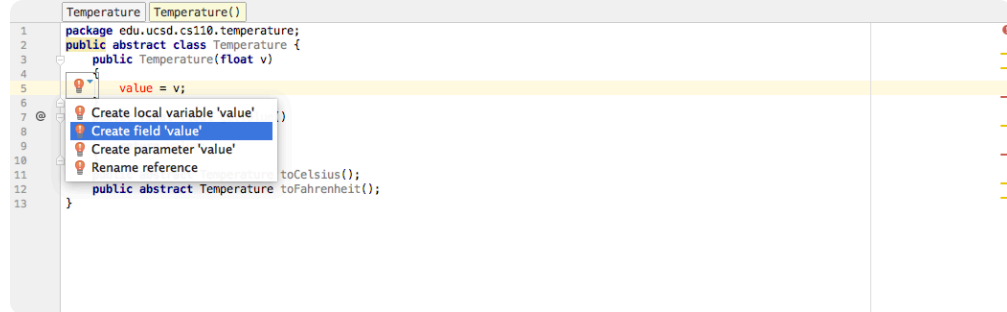 Temperature Temperature()
1 package edu.ucsd.cs110.temperature;
2 public abstract class Temperature {
3 public Temperature(float v)
4 {
5 value = v;
6
7 @ ()
Create local variable 'value'
8 Create field 'value'
9 Create parameter 'value'
10 Rename reference
11 toCelsius();
12 public abstract Temperature toFahrenheit();
13 }